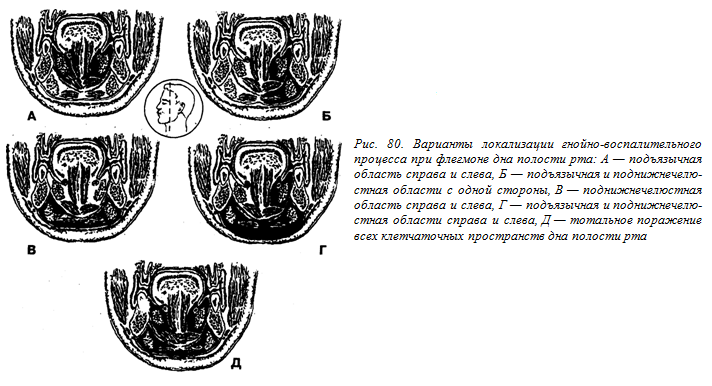 А
Б
В
Г
Д
Рис. 80. Варианты локализации гнойно-воспалительного
процесса при флегмоне дна полости рта: А — подъязычная
область справа и слева, Б — подъязычная и поднижнечелю-
стная области с одной стороны, В — поднижнечелюстная
область справа и слева, Г — подъязычная и поднижнечелю-
стная области справа и слева, Д — тотальное поражение
всех клетчаточных пространств дна полости рта